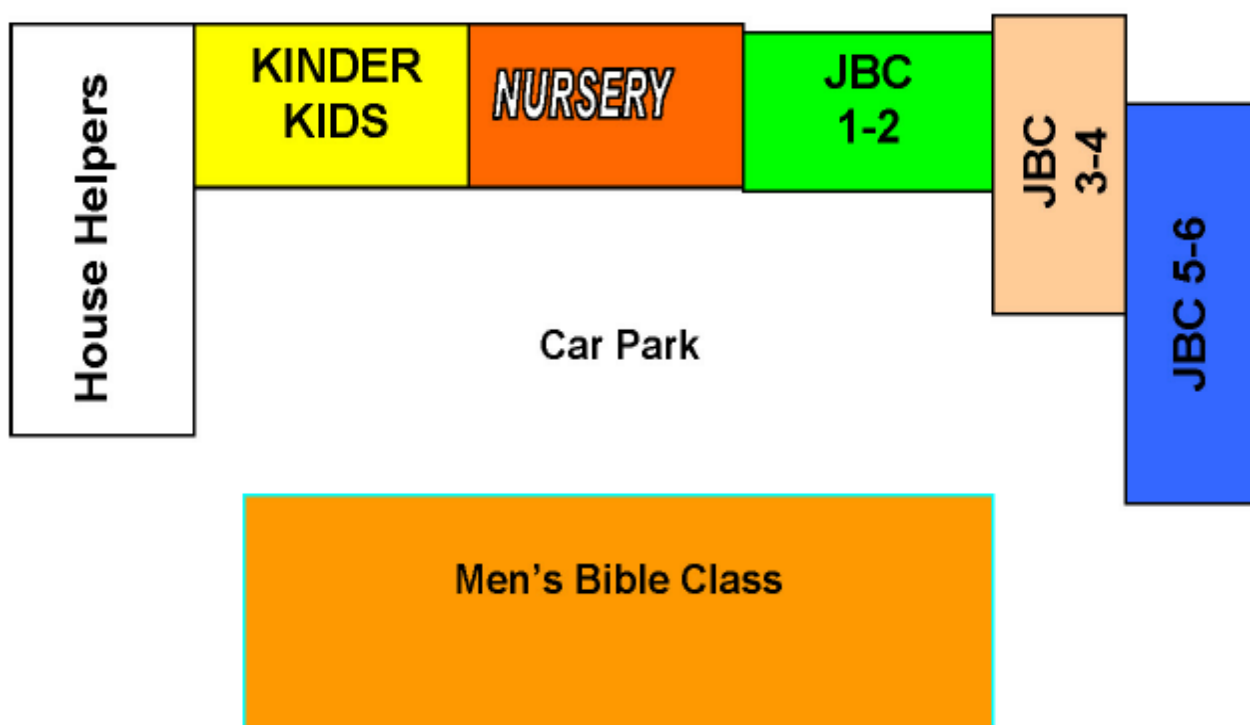 House Helpers
KINDER
KIDS
NURSERY
JBC
1-2
JBC
3-4
JBC 5-6
Car Park
Men's Bible Class